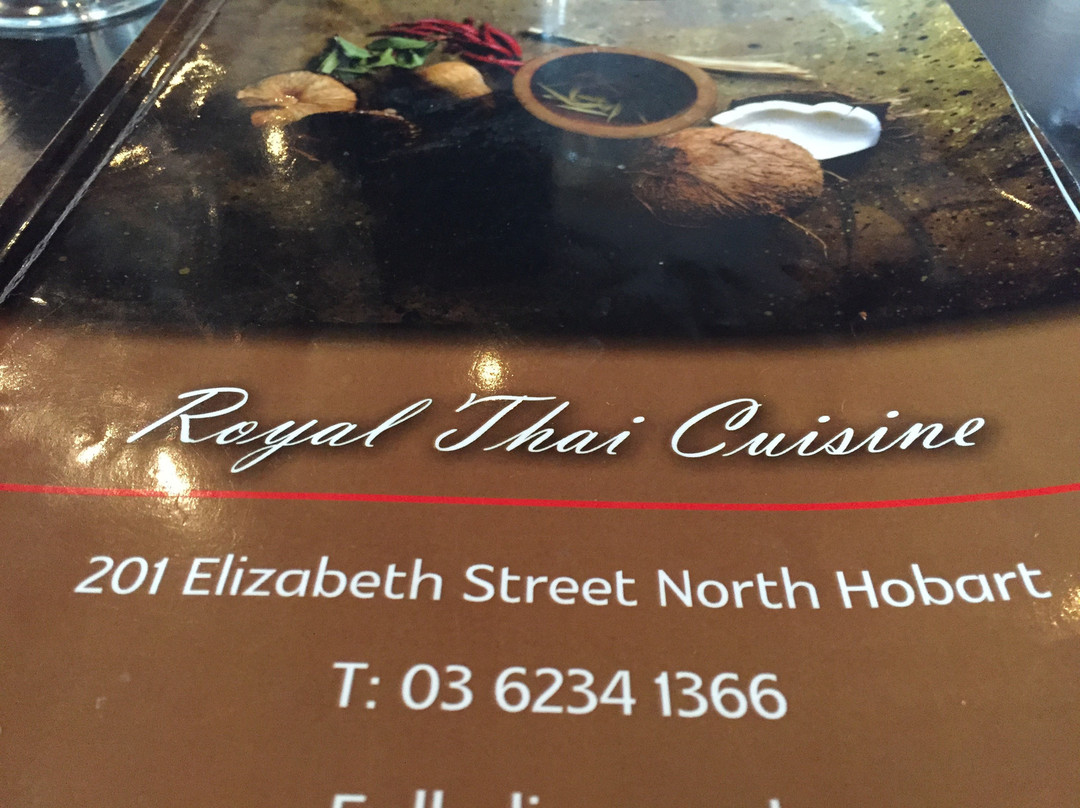 Royal Thai Cuisine
201 Elizabeth Street North Hobart
T: 03 6234 1366